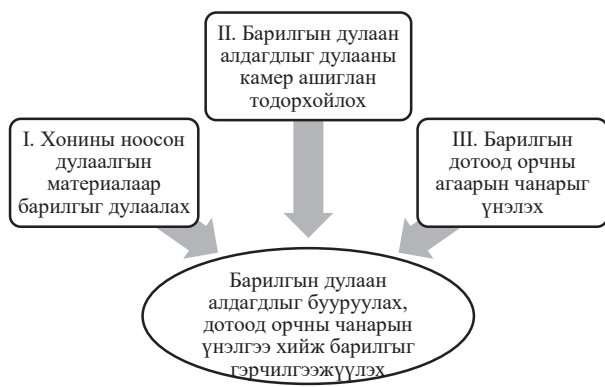 II. Барилгын дулаан
алдагдлыг дулааны
камер ашиглан
тодорхойлох
I. Хонины ноосон
дулаалгын
материалаар
барилгыг дулаалах
III. Барилгын
дотоод орчны
агаарын чанарыг
үнэлэх
Барилгын дулаан
алдагдлыг бууруулах,
дотоод орчны чанарын
үнэлгээ хийж барилгыг
гэрчилгээжүүлэх